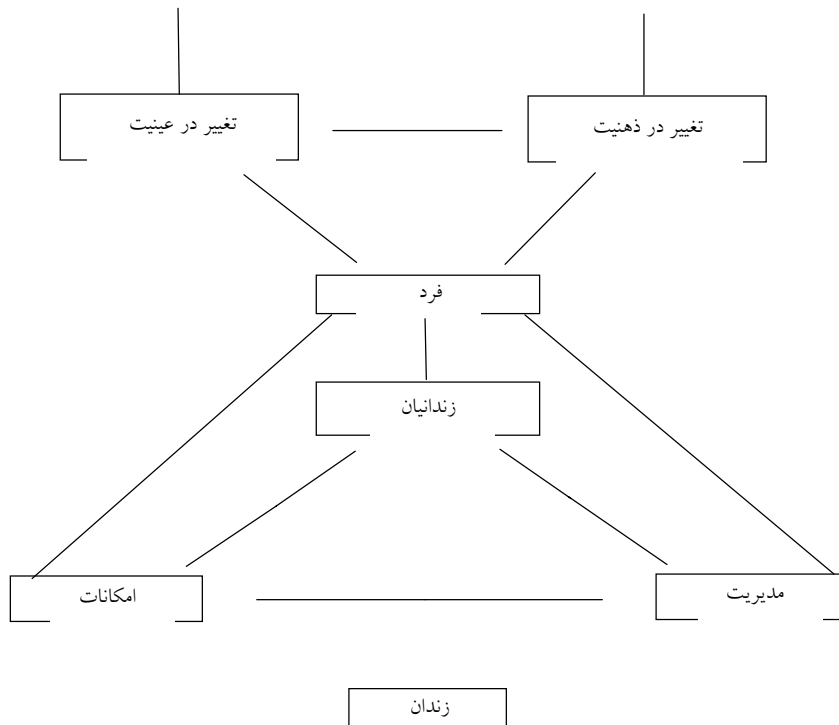 تغییر در ذهنیت
تغییر در عینیت
فرد
زندانیان
مدیریت
امکانات
زندان